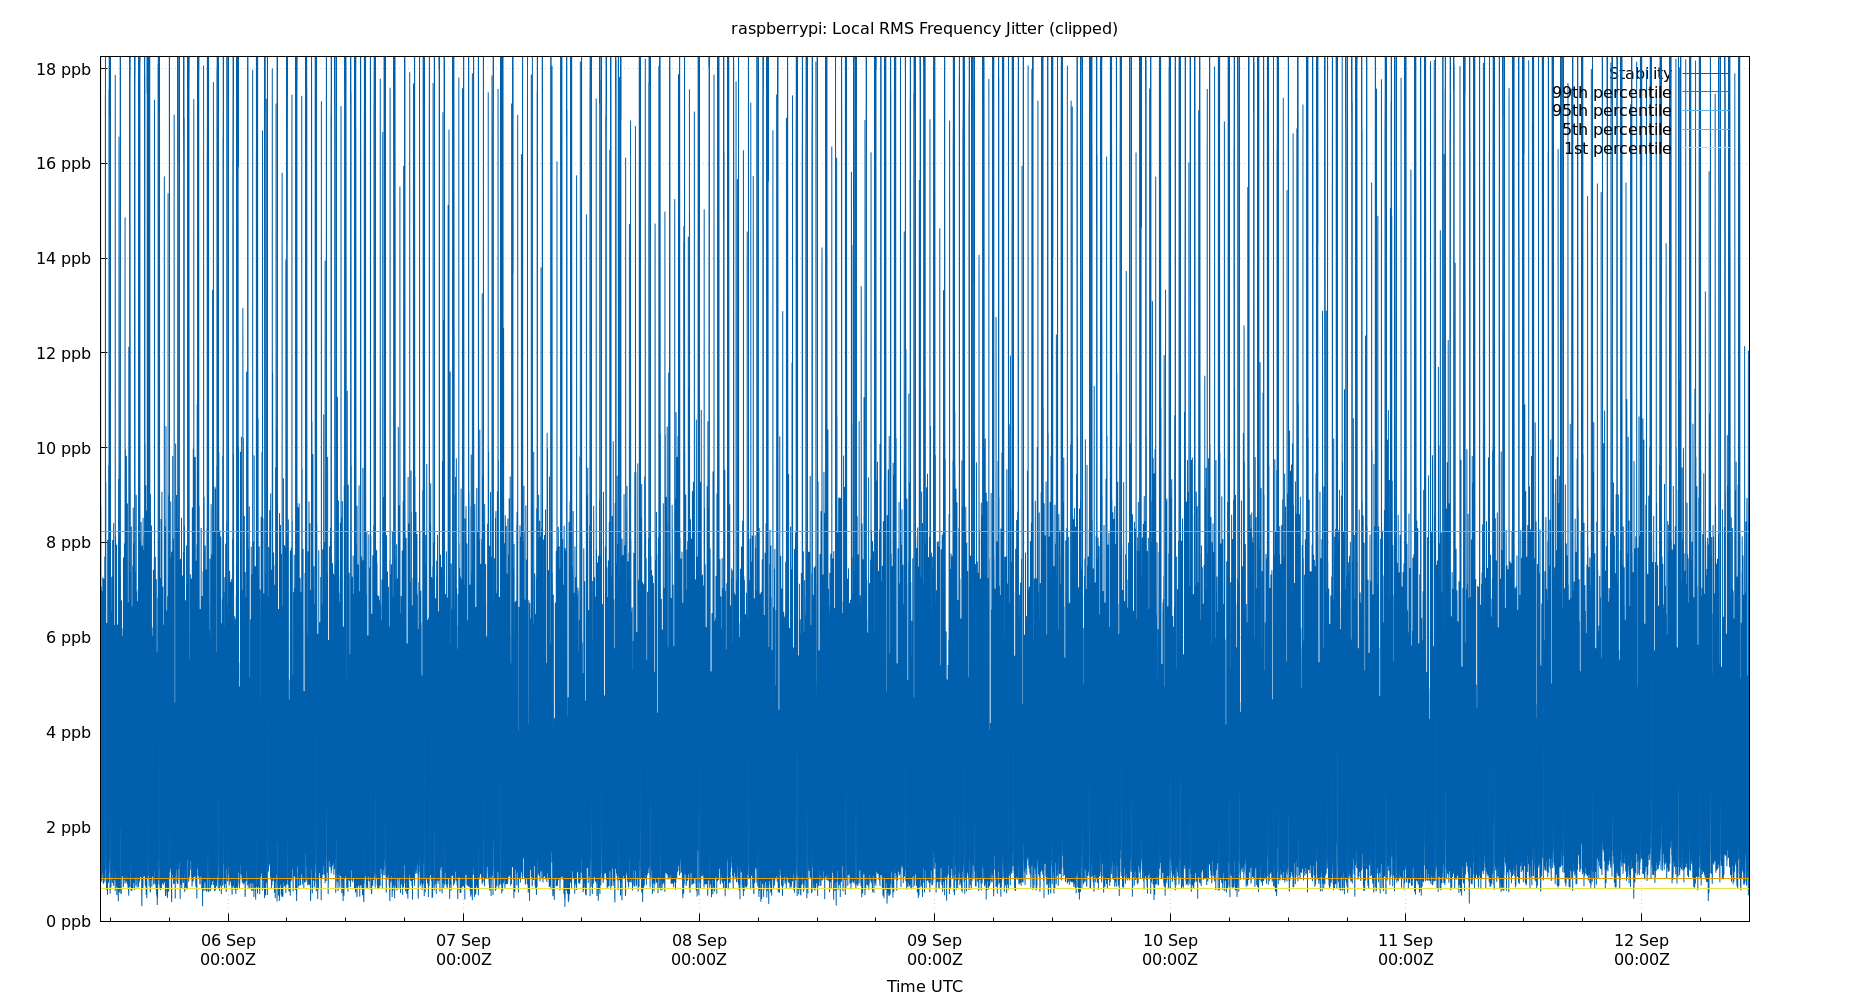 raspberrypi: Local RMS Frequency Jitter (clipped)
18 ppb
16 ppb
14 ppb
12 ppb
10 ppb
8 ppb
6 ppb
4 ppb
2 ppb
0 ppb
Stability
99th percentile
95th percentile
5th percentile
1st percentile
06 Sep
00:00Z
07 Sep
00:00Z
08 Sep
00:00Z
09 Sep
00:00Z
10 Sep
00:00Z
11 Sep
00:00Z
12 Sep
00:00Z
Time UTC